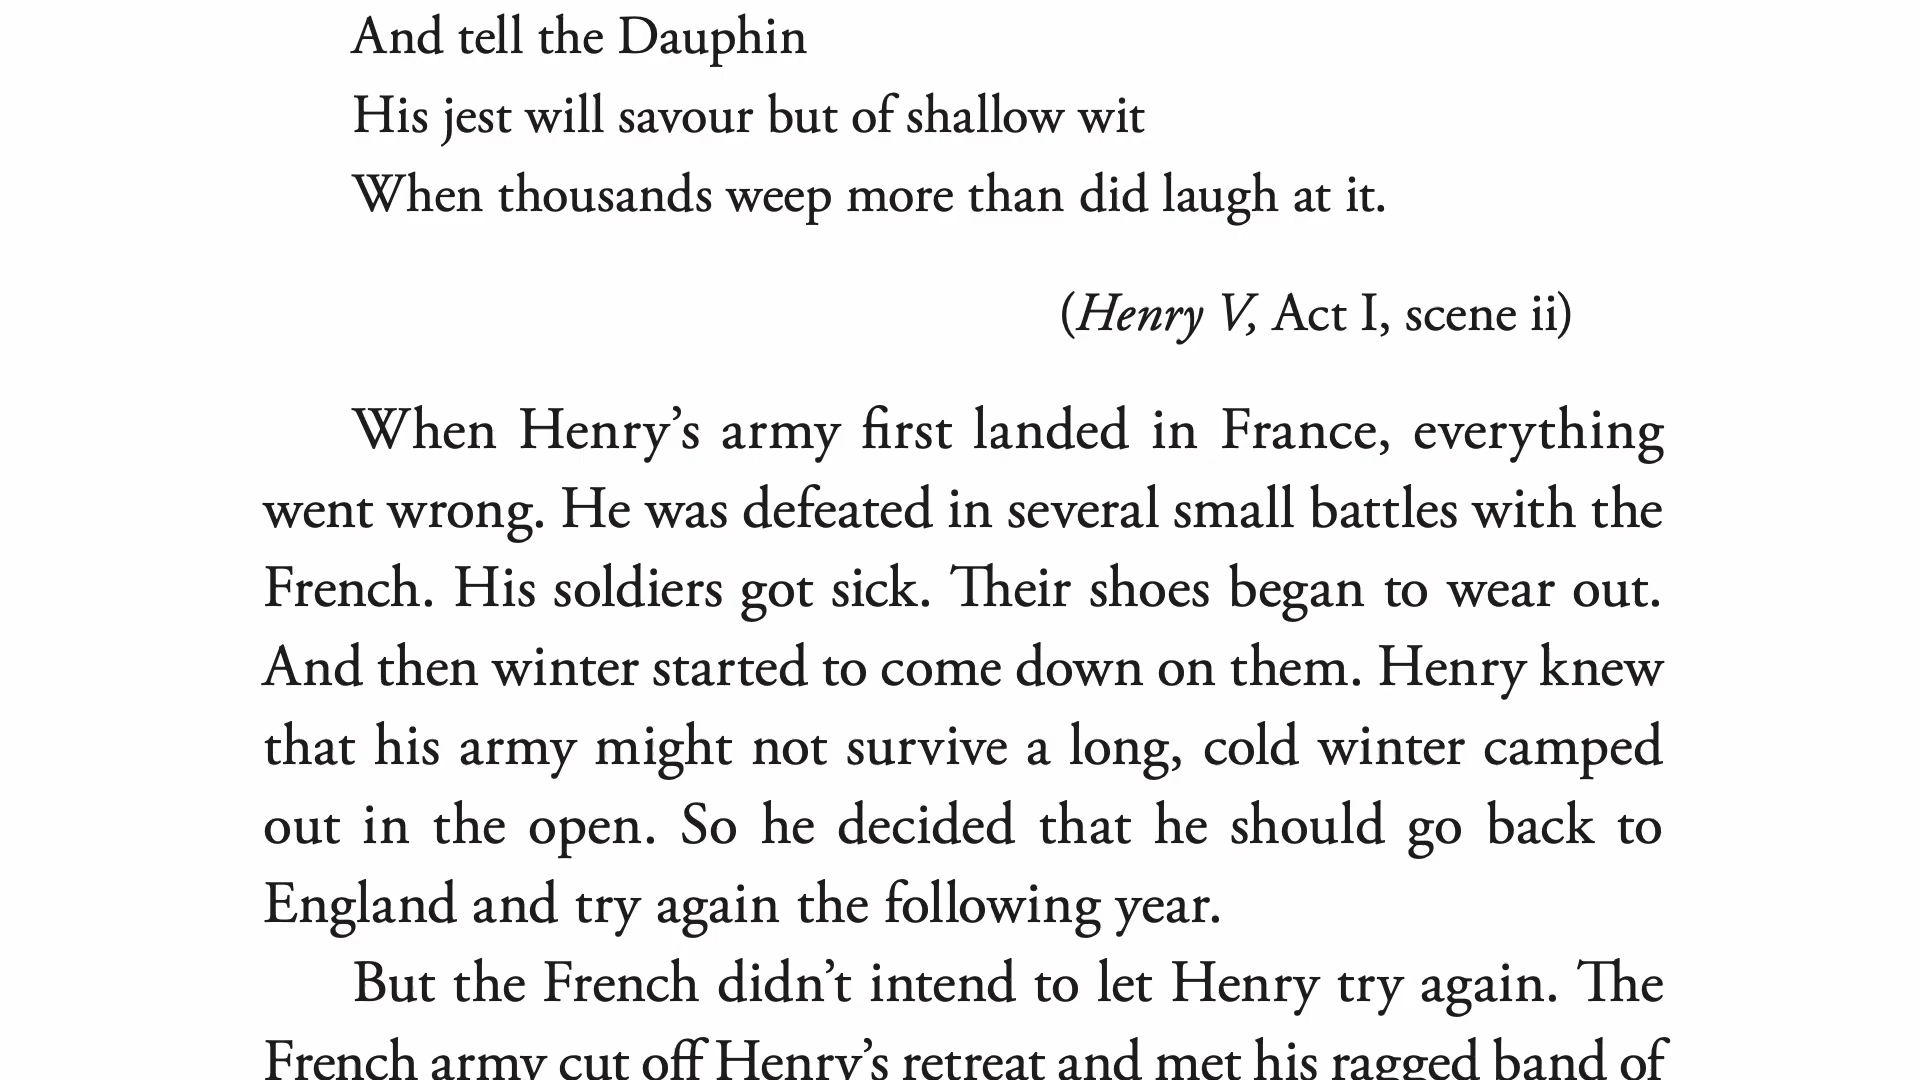 And tell the Dauphin
His jest will savour but of shallow wit
When thousands weep more than did laugh at it.
(Henry V, Act I, scene ii)
When Henry’s army first landed in France, everything
went wrong. He was defeated in several small battles with the
French. His soldiers got sick. Their shoes began to wear out.
And then winter started to come down on them. Henry knew
that his army might not survive a long, cold winter camped
out in the open. So he decided that he should go back to
England and try again the following year.
But the French didn’t intend to let Henry try again. The
French army cut off Henry’s retreat and met his ragged band of